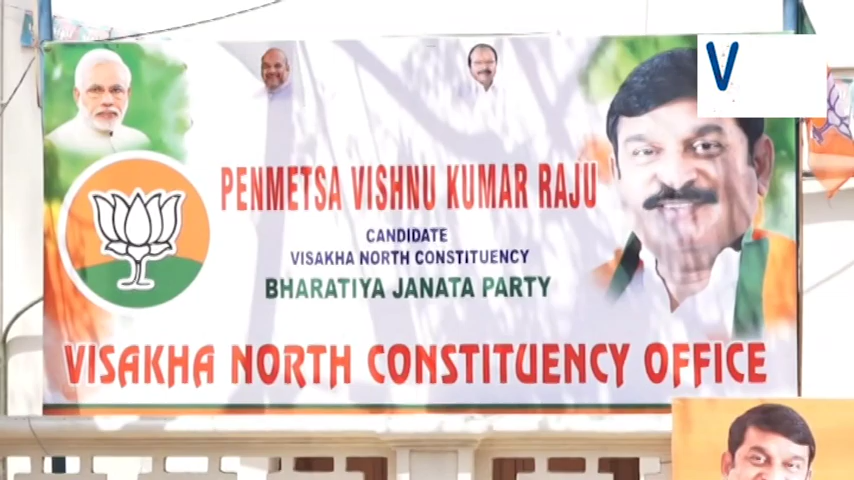 V
PENMETSA VISHNU KUMAR RAJU
CANDIDATE
VISAKHA NORTH CONSTITUENCY
BHARATIYA JANATA PARTY
VISAKHA NORTH CONSTITUENCY OFFICE